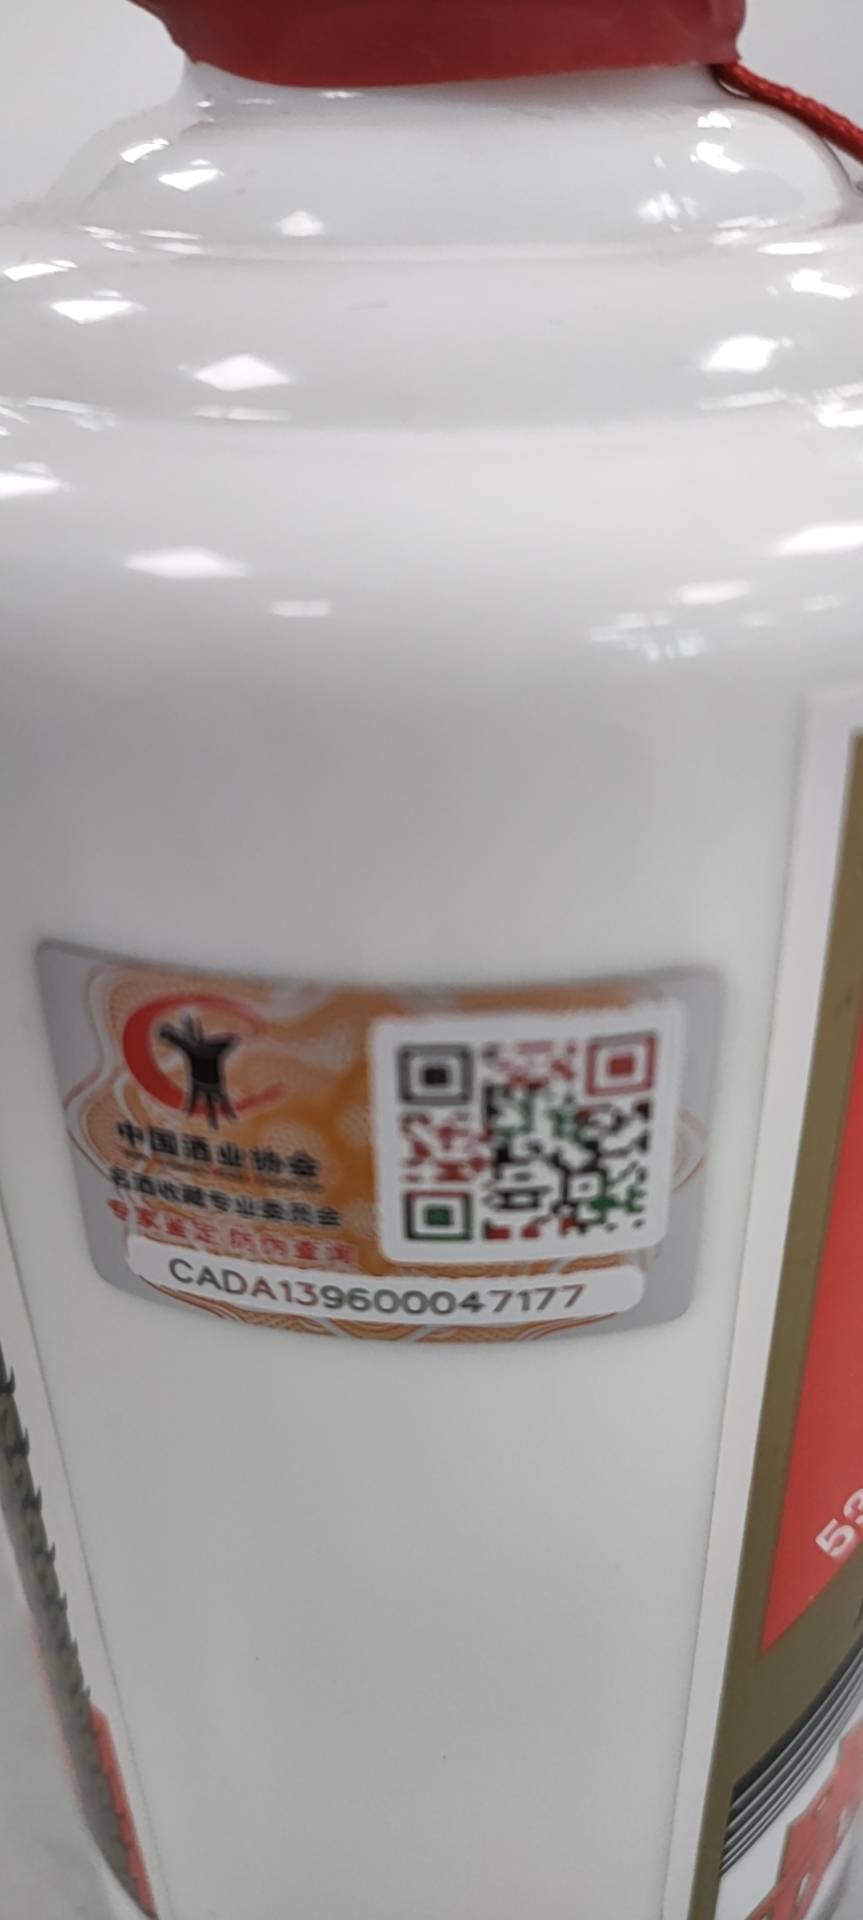 中国酒业协会
名酒收藏专业委员会
专家鉴定 防伪查询
CADA139600047177
53